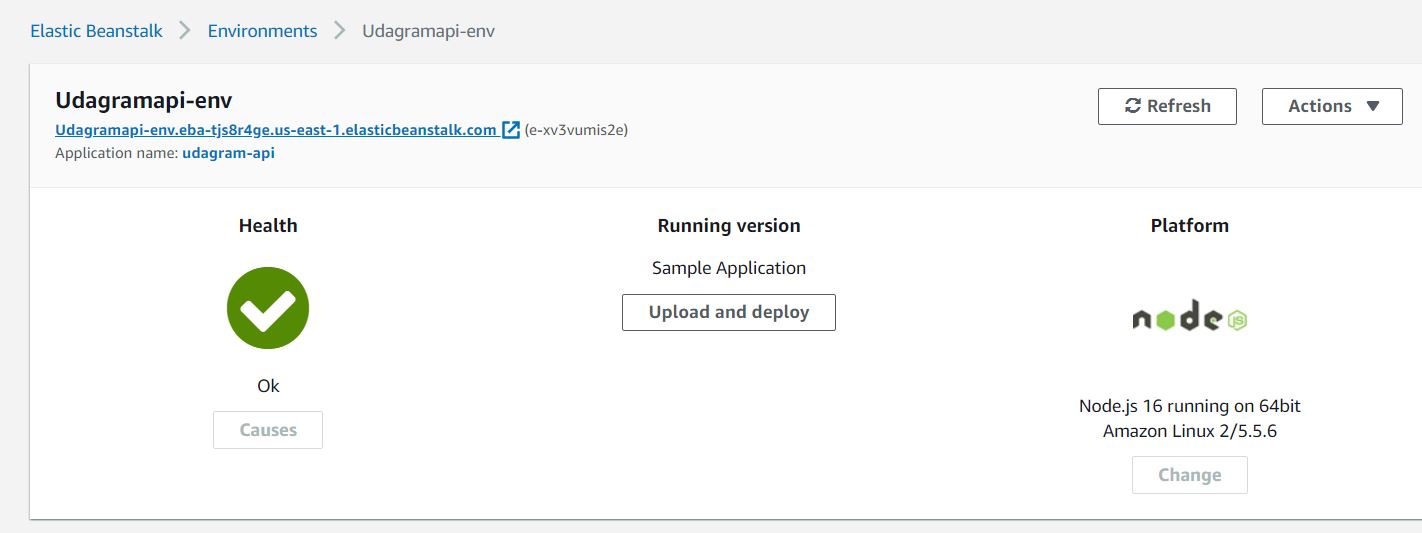 Elastic Beanstalk > Environments > Udagramapi-env
Udagramapi-env
Refresh
Actions
Udagramapi-env.eba-tjs8r4ge.us-east-1.elasticbeanstalk.com (e-xv3vumis2e)
Application name: udagram-api
Health
Running version
Platform
Sample Application
Upload and deploy
node JS
Ok
Causes
Node.js 16 running on 64bit
Amazon Linux 2/5.5.6
Change